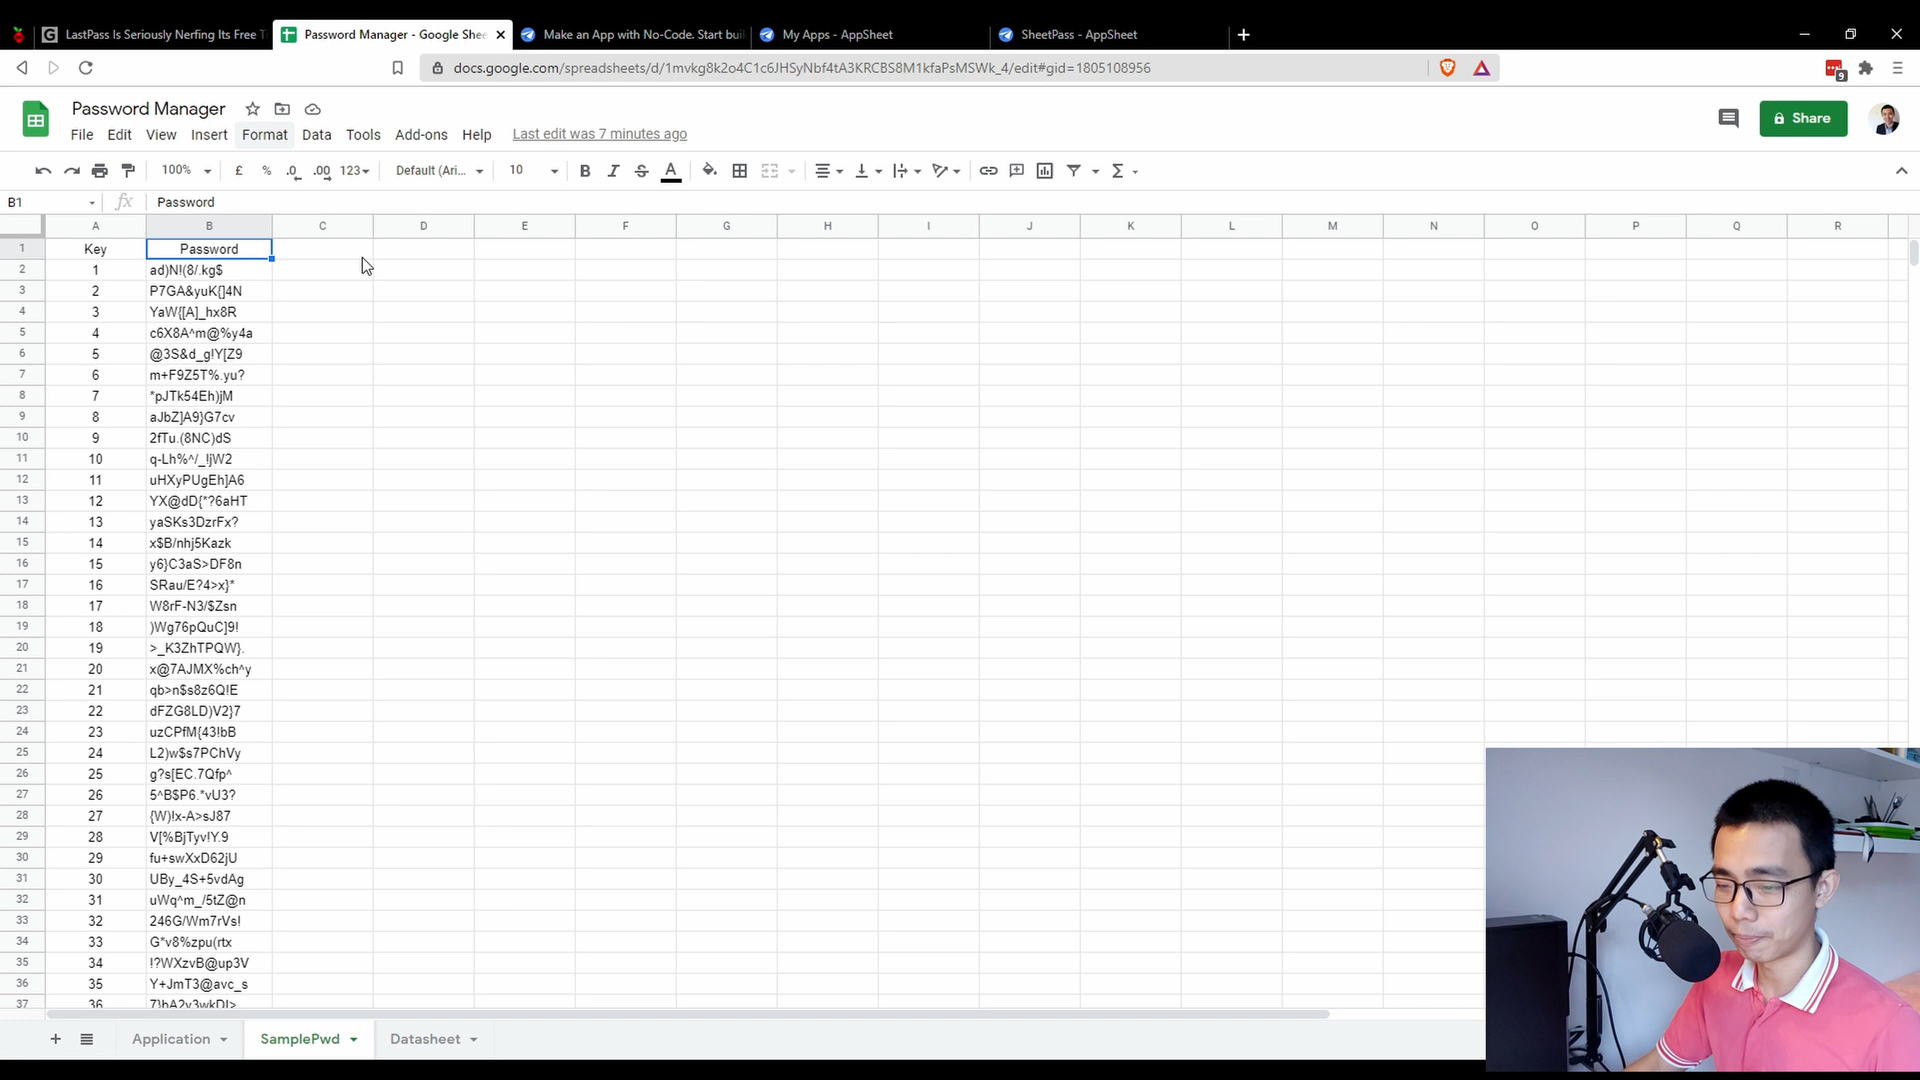 LastPass Is Seriously Nerfing Its Free
Password Manager - Google Shee
Make an App with No-Code. Start buil
My Apps - AppSheet
SheetPass - AppSheet
docs.google.com/spreadsheets/d/1mvkg8k2o4C1c6JHSyNbf4tA3KRCBS8M1kfaPsMSWk_4/edit#gid=1805108956
9
Password Manager
File Edit View Insert Format Data Tools Add-ons Help Last edit was 7 minutes ago
Share
100% £ % .0 .00 123 Default (Ari... 10 B I S A
B1 fx Password
A B C D E F G H I J K L M N O P Q R
1 Key Password
2 1 ad)N!(8/.kg$
3 2 P7GA&yuK{]4N
4 3 YaW{[A]_hx8R
5 4 c6X8A^m@%y4a
6 5 @3S&d_g!Y[Z9
7 6 m+F9Z5T%.yu?
8 7 *pJTk54Eh)jM
9 8 aJbZ]A9}G7cv
10 9 2fTu.(8NC)dS
11 10 q-Lh%^/_!jW2
12 11 uHXyPUgEh]A6
13 12 YX@dD{*?6aHT
14 13 yaSKs3DzrFx?
15 14 x$B/nhj5Kazk
16 15 y6}C3aS>DF8n
17 16 SRau/E?4>x}*
18 17 W8rF-N3/$Zsn
19 18 )Wg76pQuC]9!
20 19 >_K3ZhTPQW}.
21 20 x@7AJMX%ch^y
22 21 qb>n$s8z6Q!E
23 22 dFZG8LD)V2}7
24 23 uzCPfM{43!bB
25 24 L2)w$s7PChVy
26 25 g?s[EC.7Qfp^
27 26 5^B$P6.*vU3?
28 27 {W)!x-A>sJ87
29 28 V[%BjTyv!Y.9
30 29 fu+swXxD62jU
31 30 UBy_4S+5vdAg
32 31 uWq^m_/5tZ@n
33 32 246G/Wm7rVs!
34 33 G*v8%zpu(rtx
35 34 !?WXzvB@up3V
36 35 Y+JmT3@avc_s
37 36
Application SamplePwd Datasheet